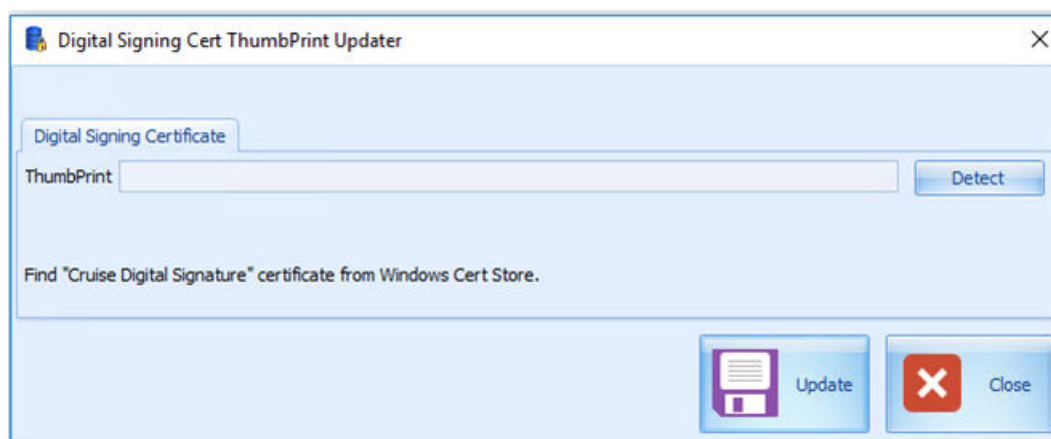 Digital Signing Cert ThumbPrint Updater
Digital Signing Certificate
ThumbPrint
Detect
Find "Cruise Digital Signature" certificate from Windows Cert Store.
Update
Close